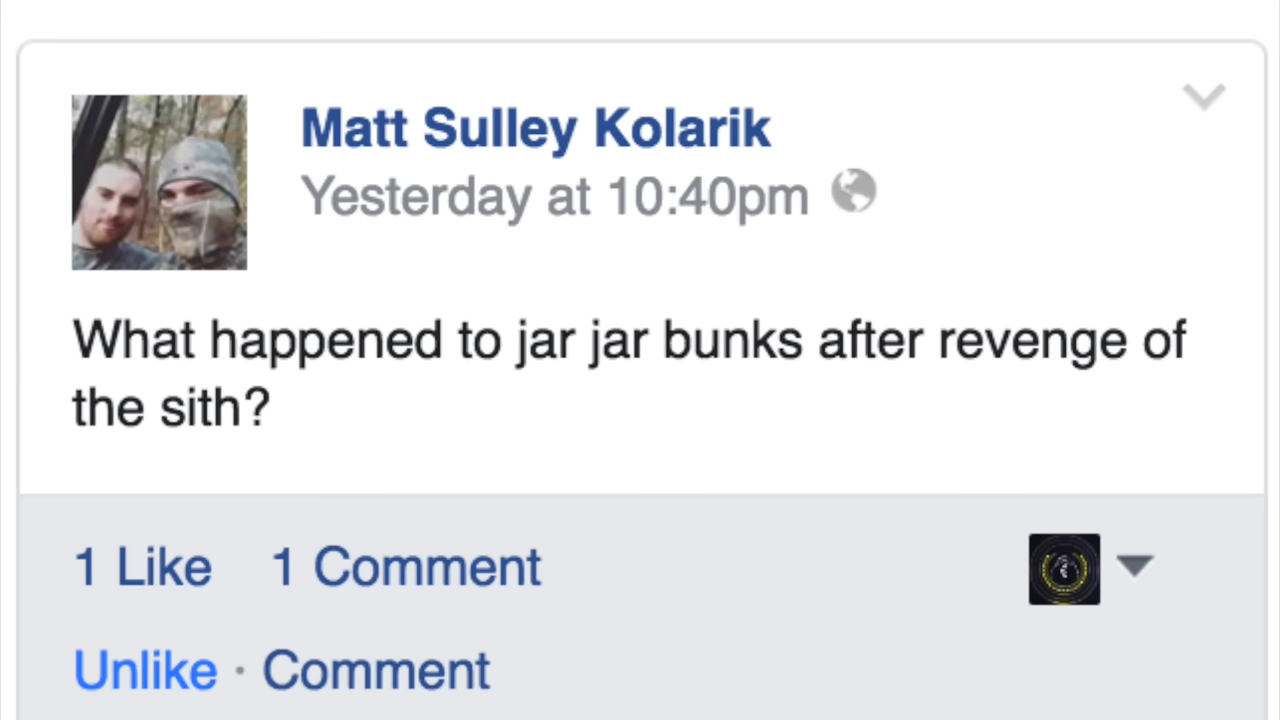 Matt Sulley Kolarik
Yesterday at 10:40pm
What happened to jar jar bunks after revenge of
the sith?
1 Like 1 Comment
Unlike · Comment